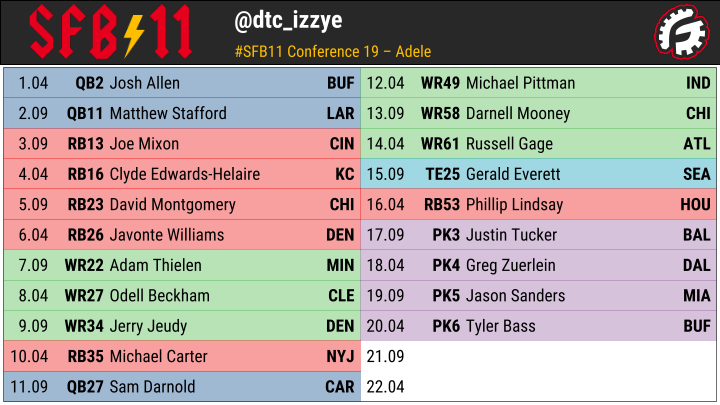 SFB 11
@dtc_izzye
#SFB11 Conference 19 – Adele
1.04 QB2 Josh Allen BUF
2.09 QB11 Matthew Stafford LAR
3.09 RB13 Joe Mixon CIN
4.04 RB16 Clyde Edwards-Helaire KC
5.09 RB23 David Montgomery CHI
6.04 RB26 Javonte Williams DEN
7.09 WR22 Adam Thielen MIN
8.04 WR27 Odell Beckham CLE
9.09 WR34 Jerry Jeudy DEN
10.04 RB35 Michael Carter NYJ
11.09 QB27 Sam Darnold CAR
12.04 WR49 Michael Pittman IND
13.09 WR58 Darnell Mooney CHI
14.04 WR61 Russell Gage ATL
15.09 TE25 Gerald Everett SEA
16.04 RB53 Phillip Lindsay HOU
17.09 PK3 Justin Tucker BAL
18.04 PK4 Greg Zuerlein DAL
19.09 PK5 Jason Sanders MIA
20.04 PK6 Tyler Bass BUF
21.09
22.04